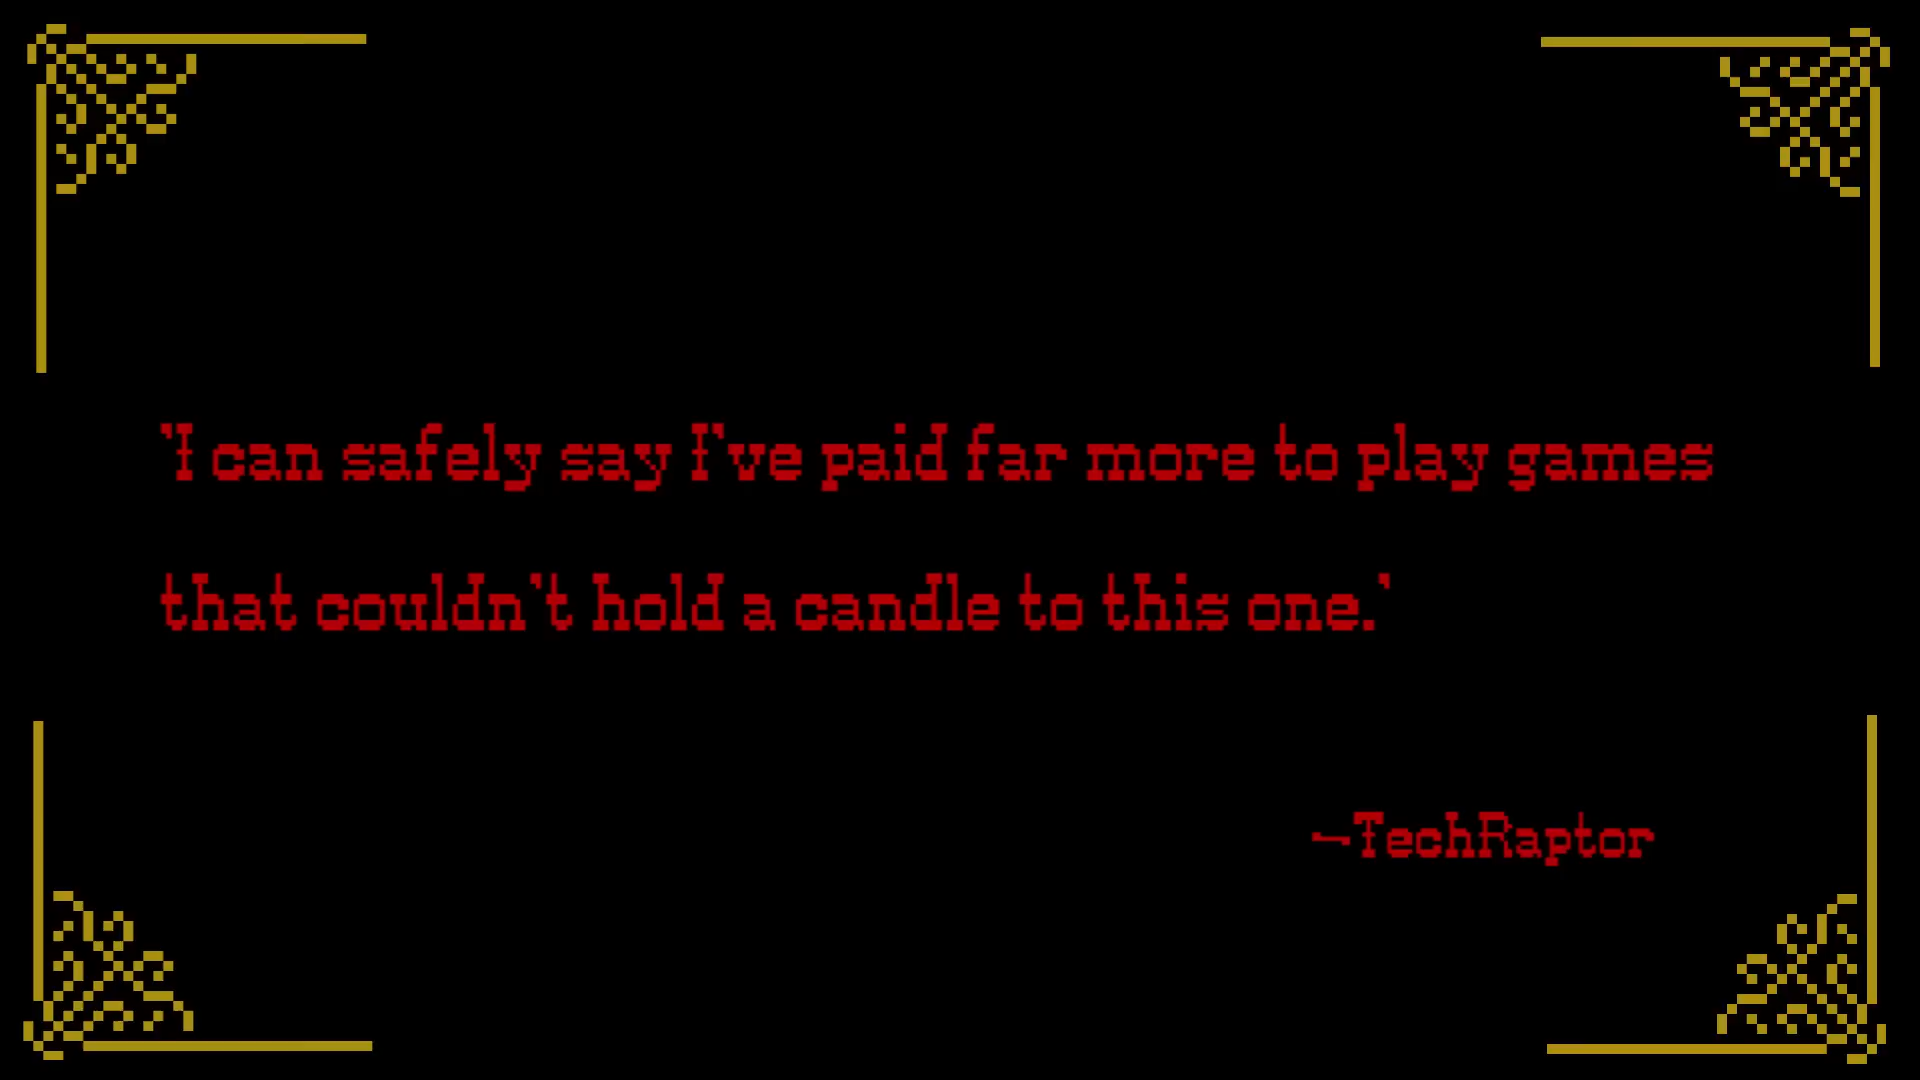 "I can safely say I've paid far more to play games
that couldn't hold a candle to this one."
—TechRaptor